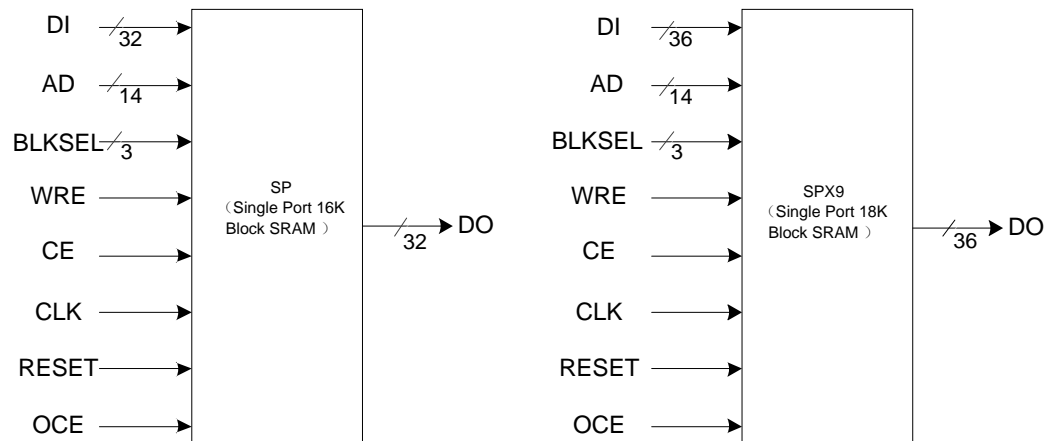 DI 32
AD 14
BLKSEL 3
WRE
CE
CLK
RESET
OCE
SP
（Single Port 16K
Block SRAM ）
32 DO
DI 36
AD 14
BLKSEL 3
WRE
CE
CLK
RESET
OCE
SPX9
（Single Port 18K
Block SRAM ）
36 DO